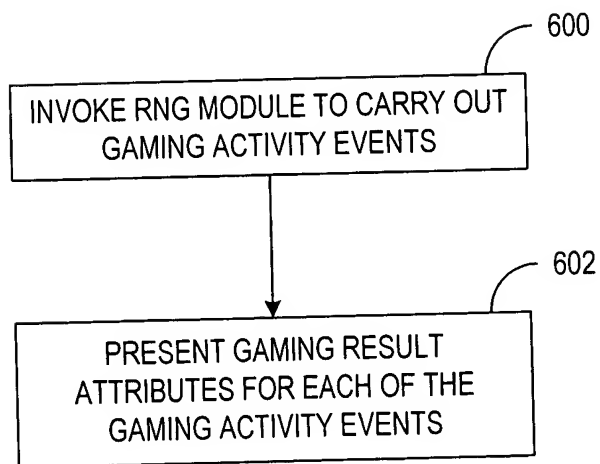 600
INVOKE RNG MODULE TO CARRY OUT
GAMING ACTIVITY EVENTS
602
PRESENT GAMING RESULT
ATTRIBUTES FOR EACH OF THE
GAMING ACTIVITY EVENTS